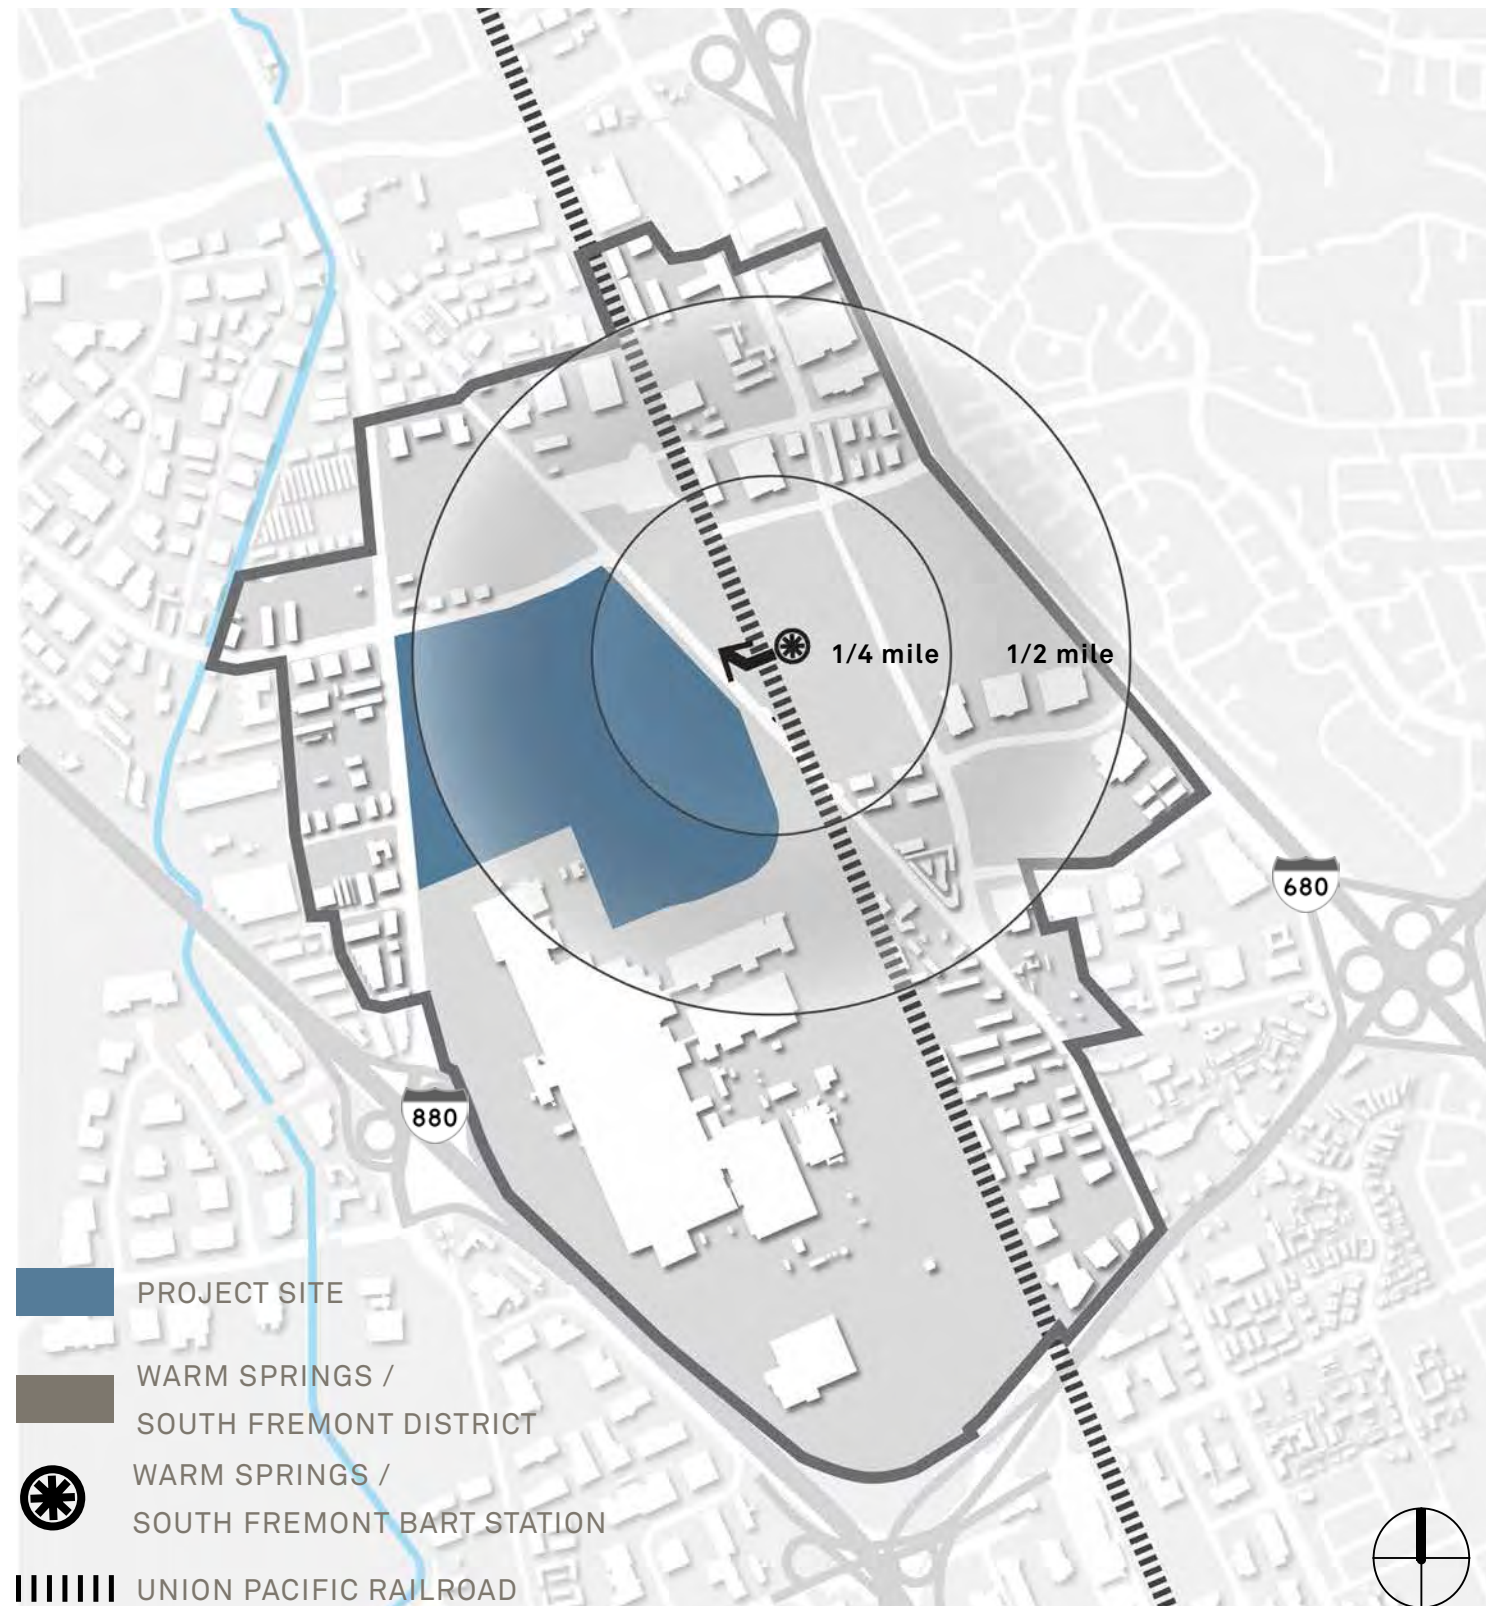 1/4 mile
1/2 mile
680
880
PROJECT SITE
WARM SPRINGS /
SOUTH FREMONT DISTRICT
WARM SPRINGS /
SOUTH FREMONT BART STATION
UNION PACIFIC RAILROAD